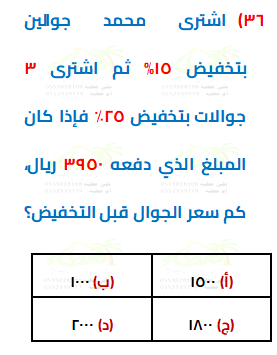 ٣٦) اشترى محمد جوالين
بتخفيض ١٥% ثم اشترى ٣
جوالات بتخفيض ٢٥٪ فإذا كان
المبلغ الذي دفعه ٣٩٥٠ ريال،
كم سعر الجوال قبل التخفيض؟
(أ) ١٥٠٠ (ب) ١٠٠٠
(ج) ١٨٠٠ (د) ٢٠٠٠